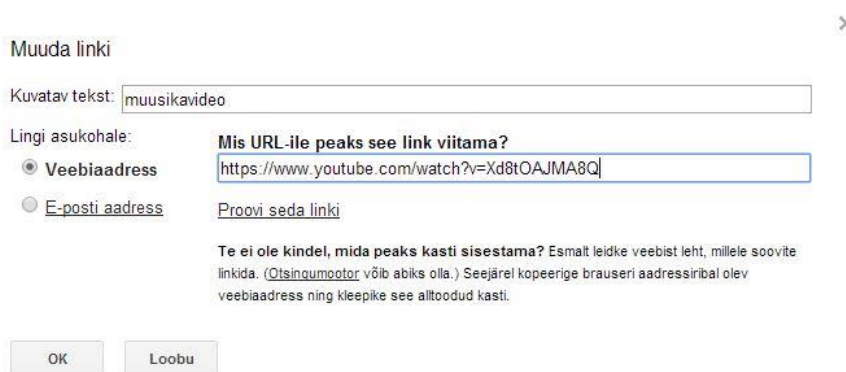 Muuda linki
Kuvatav tekst: muusikavideo
Lingi asukohale:
Mis URL-ile peaks see link viitama?
Veebiaadress
https://www.youtube.com/watch?v=Xd8tOAJMA8Q
E-posti aadress
Proovi seda linki
Te ei ole kindel, mida peaks kasti sisestama? Esmalt leidke veebist leht, millele soovite
linkida. (Otsingumootor võib abiks olla.) Seejärel kopeerige brauseri aadressiribal olev
veebiaadress ning kleepike see alltoodud kasti.
OK
Loobu